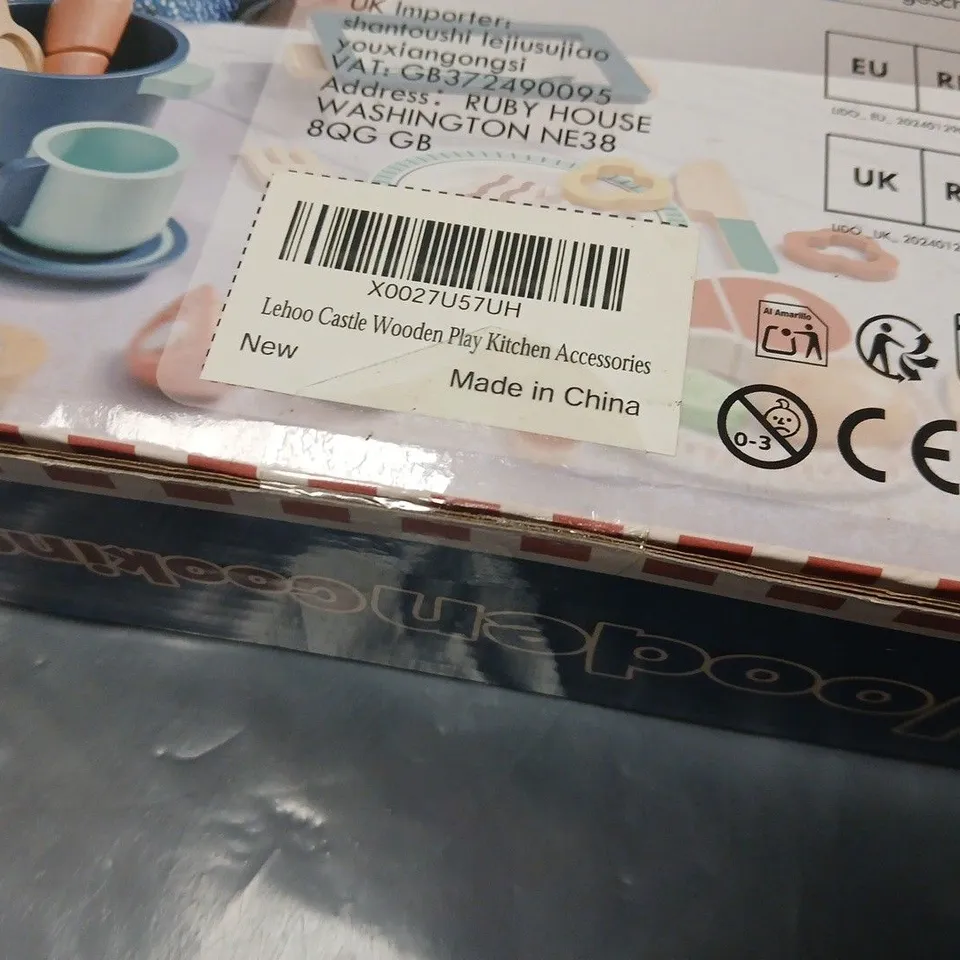 UK Importer:
shantoushi lejiusujiao
youxiangongsi
VAT: GB372490095
Address: RUBY HOUSE
WASHINGTON NE38
8QG GB
EU
UK
X0027U57UH
Lehoo Castle Wooden Play Kitchen Accessories
New
Made in China
Al Amarillo
0-3
CE